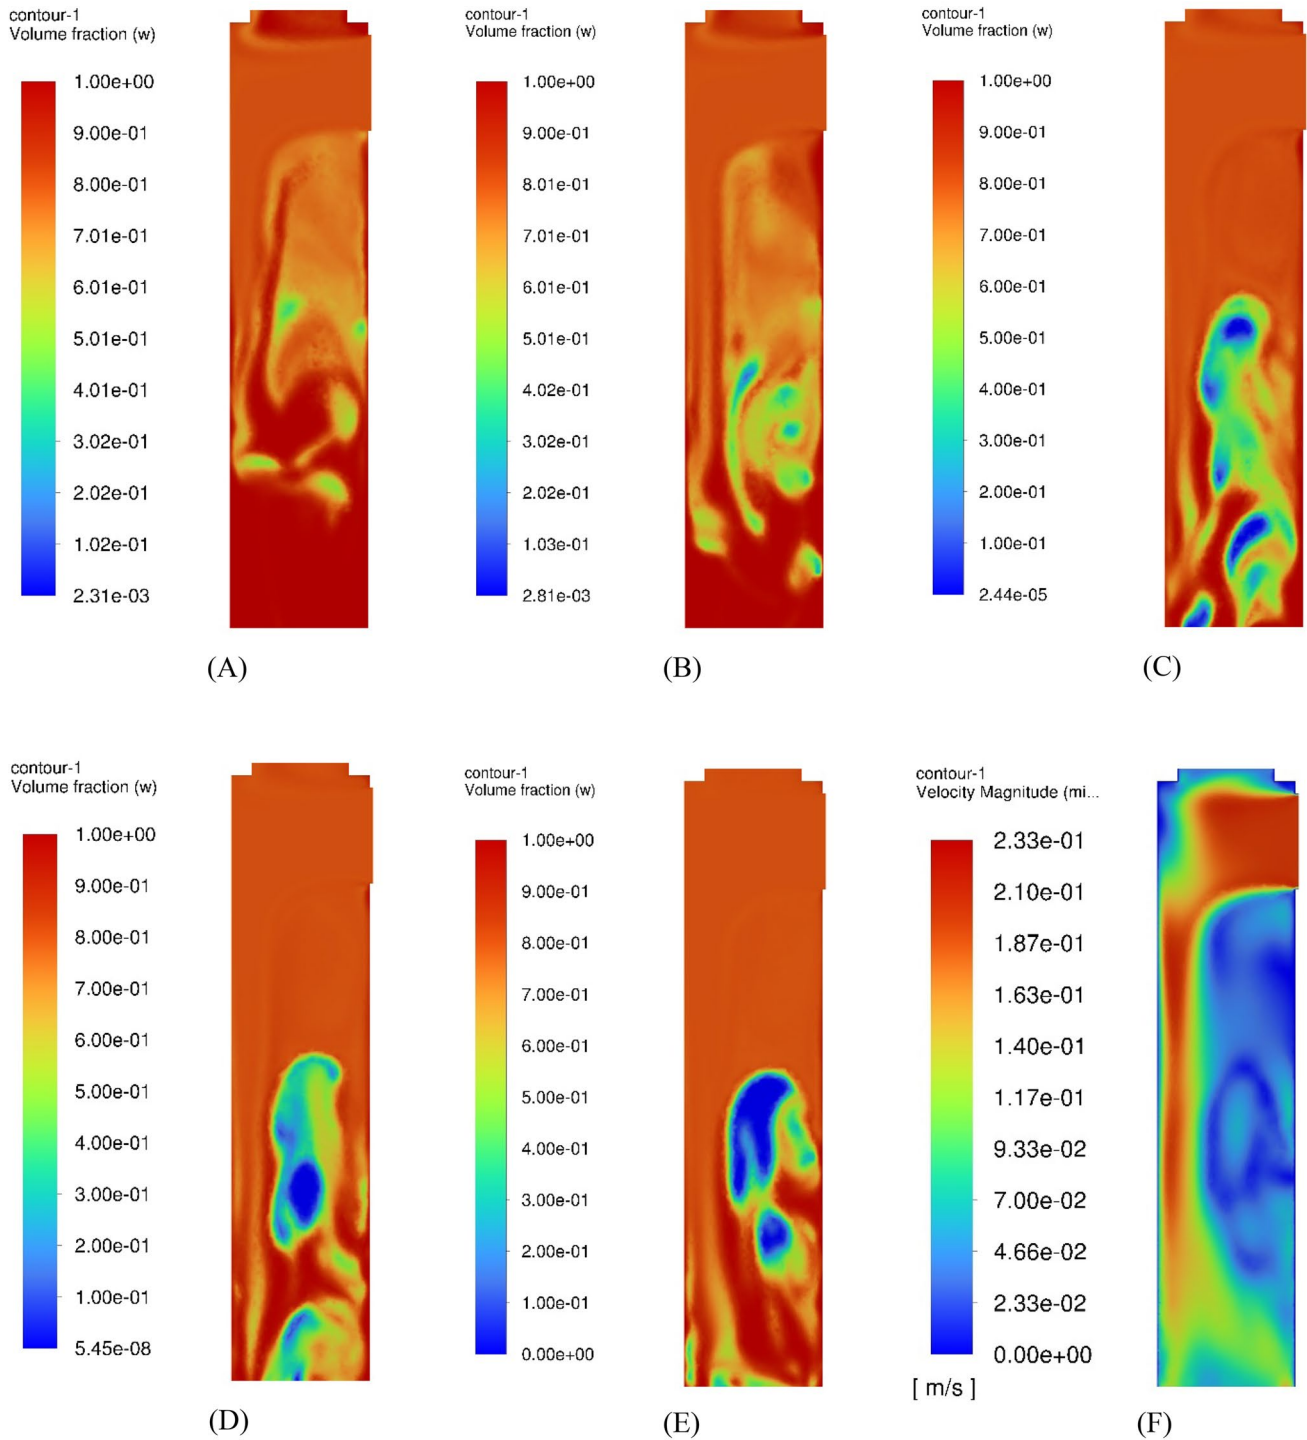 contour-1
Volume fraction (w)
1.00e+00
9.00e-01
8.00e-01
7.01e-01
6.01e-01
5.01e-01
4.01e-01
3.02e-01
2.02e-01
1.02e-01
2.31e-03
(A)
contour-1
Volume fraction (w)
1.00e+00
9.00e-01
8.01e-01
7.01e-01
6.01e-01
5.01e-01
4.02e-01
3.02e-01
2.02e-01
1.03e-01
2.81e-03
(B)
contour-1
Volume fraction (w)
1.00e+00
9.00e-01
8.00e-01
7.00e-01
6.00e-01
5.00e-01
4.00e-01
3.00e-01
2.00e-01
1.00e-01
2.44e-05
(C)
contour-1
Volume fraction (w)
1.00e+00
9.00e-01
8.00e-01
7.00e-01
6.00e-01
5.00e-01
4.00e-01
3.00e-01
2.00e-01
1.00e-01
5.45e-08
(D)
contour-1
Volume fraction (w)
1.00e+00
9.00e-01
8.00e-01
7.00e-01
6.00e-01
5.00e-01
4.00e-01
3.00e-01
2.00e-01
1.00e-01
0.00e+00
(E)
contour-1
Velocity Magnitude (mi...
2.33e-01
2.10e-01
1.87e-01
1.63e-01
1.40e-01
1.17e-01
9.33e-02
7.00e-02
4.66e-02
2.33e-02
0.00e+00
[ m/s ]
(F)